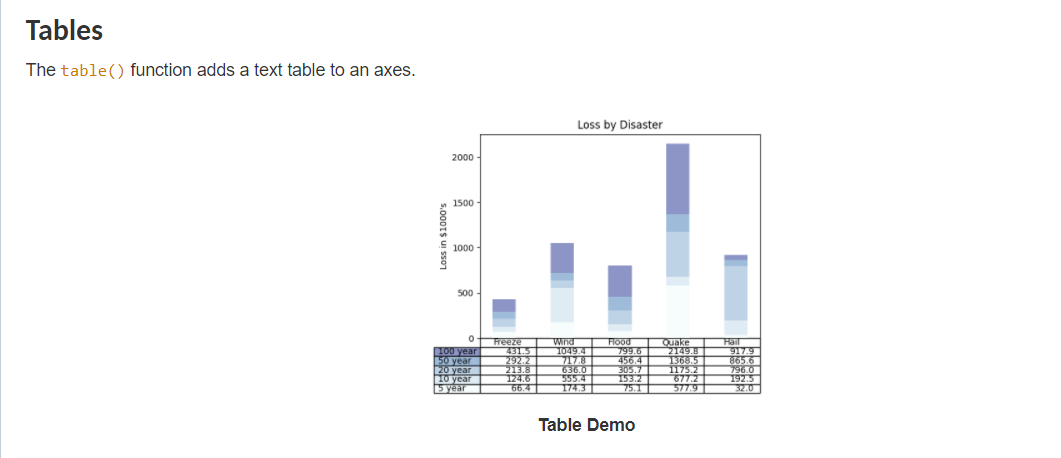 Tables
The table() function adds a text table to an axes.
Loss by Disaster
Loss in $1000's
2000
1500
1000
500
0
Freeze Wind Flood Quake Hail
100 year 431.5 1049.4 799.6 2149.8 917.9
50 year 292.2 717.8 456.4 1368.5 865.6
20 year 213.8 636.0 305.7 1175.2 796.0
10 year 124.6 555.4 153.2 677.2 192.5
5 year 66.4 174.3 75.1 577.9 32.0
Table Demo